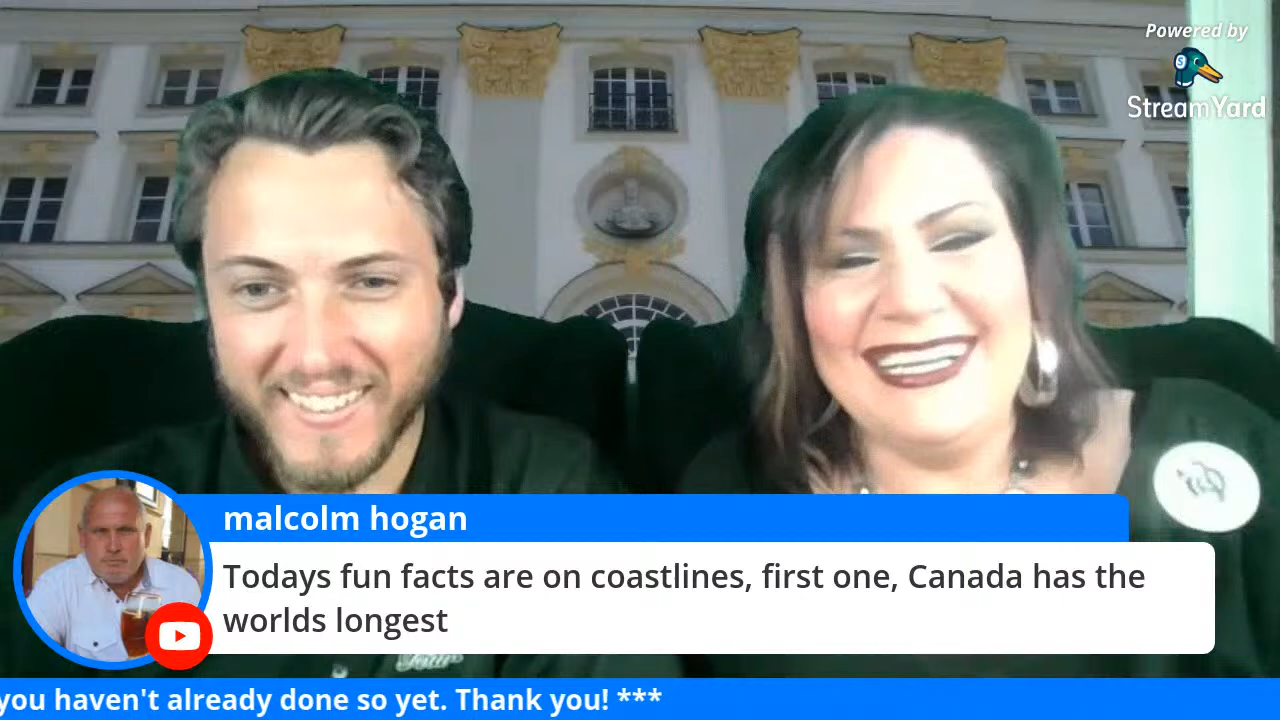 Powered by
StreamYard
malcolm hogan
Todays fun facts are on coastlines, first one, Canada has the
worlds longest
you haven't already done so yet. Thank you! ***